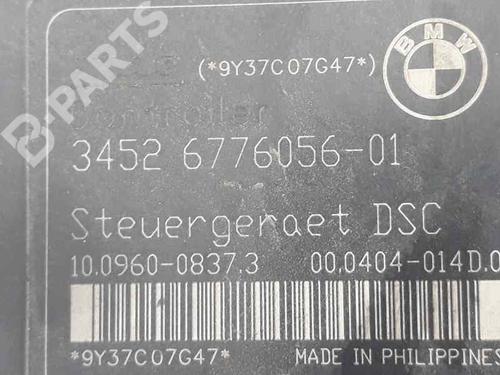 B-PARTS
(*9Y37C07G47*)
BMW
Controller
3452 6776056-01
Steuergeraet DSC
10.0960-0837.3 00.0404-014D.0
*9Y37C07G47*
MADE IN PHILIPPINES